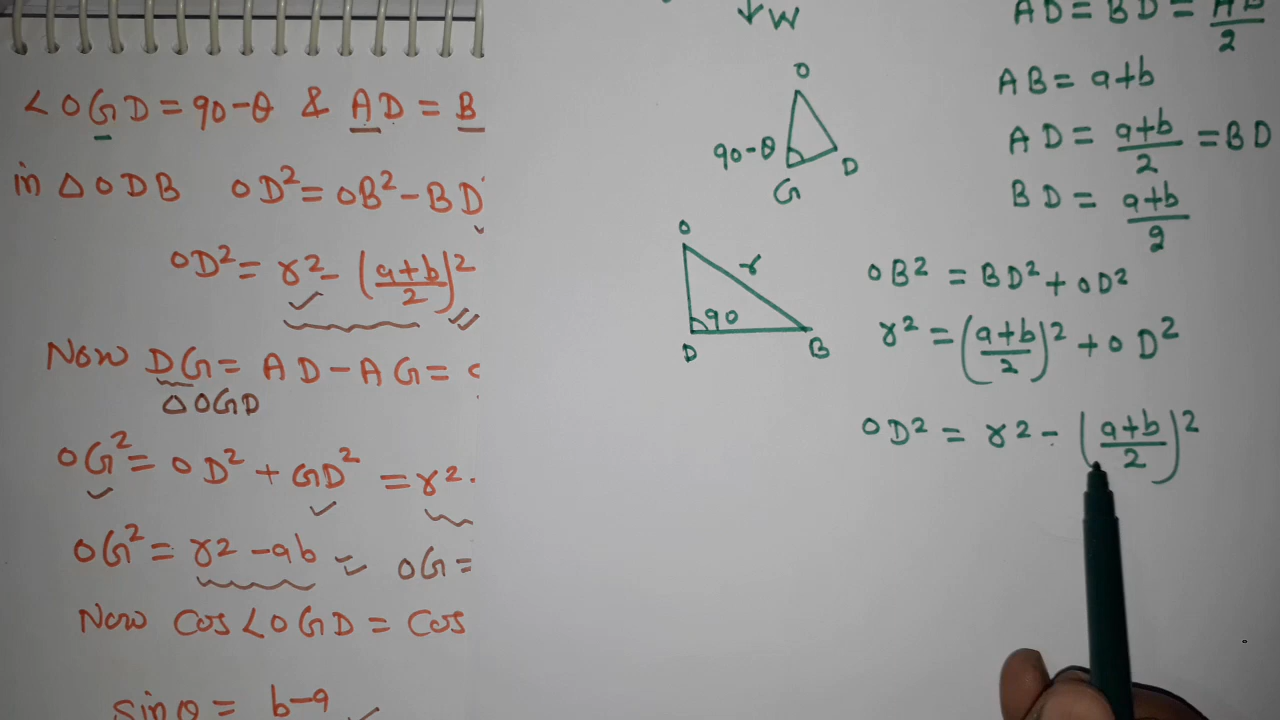 ∠OGD = 90-θ & AD = B
in △ODB OD² = OB² - BD
OD² = r² - (a+b/2)²
Now DG = AD - AG =
△OGD
OG² = OD² + GD² = r²
OG² = r² - ab = OG =
Now Cos∠OGD = Cos
sinθ = b-a
↓W
O
90-θ
G
D
O
r
90
D
B
AD = BD = AB/2
AB = a+b
AD = a+b/2 = BD
BD = a+b/2
OB² = BD² + OD²
r² = (a+b/2)² + OD²
OD² = r² - (a+b/2)²